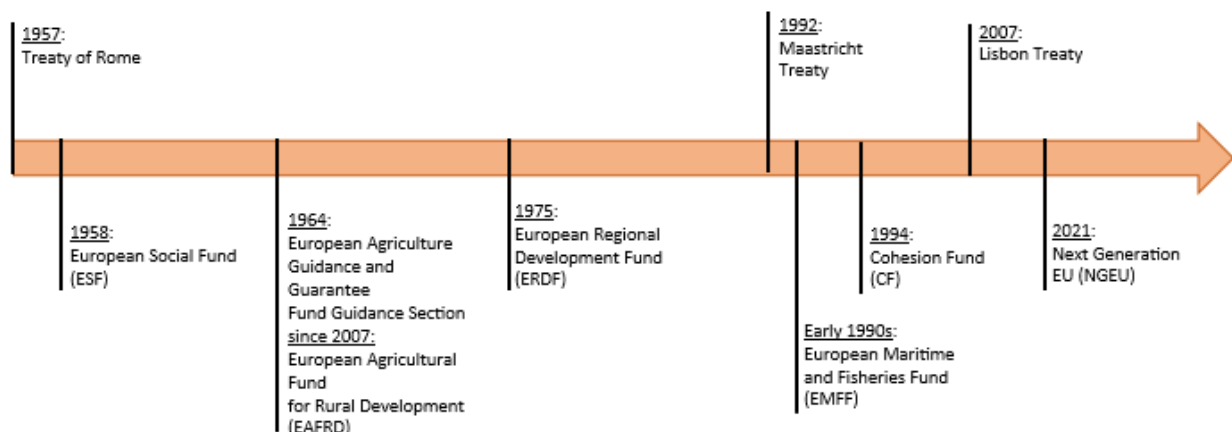 1957:
Treaty of Rome
1992:
Maastricht
Treaty
2007:
Lisbon Treaty
1958:
European Social Fund
(ESF)
1964:
European Agriculture
Guidance and
Guarantee
Fund Guidance Section
since 2007:
European Agricultural
Fund
for Rural Development
(EAFRD)
1975:
European Regional
Development Fund
(ERDF)
Early 1990s:
European Maritime
and Fisheries Fund
(EMFF)
1994:
Cohesion Fund
(CF)
2021:
Next Generation
EU (NGEU)